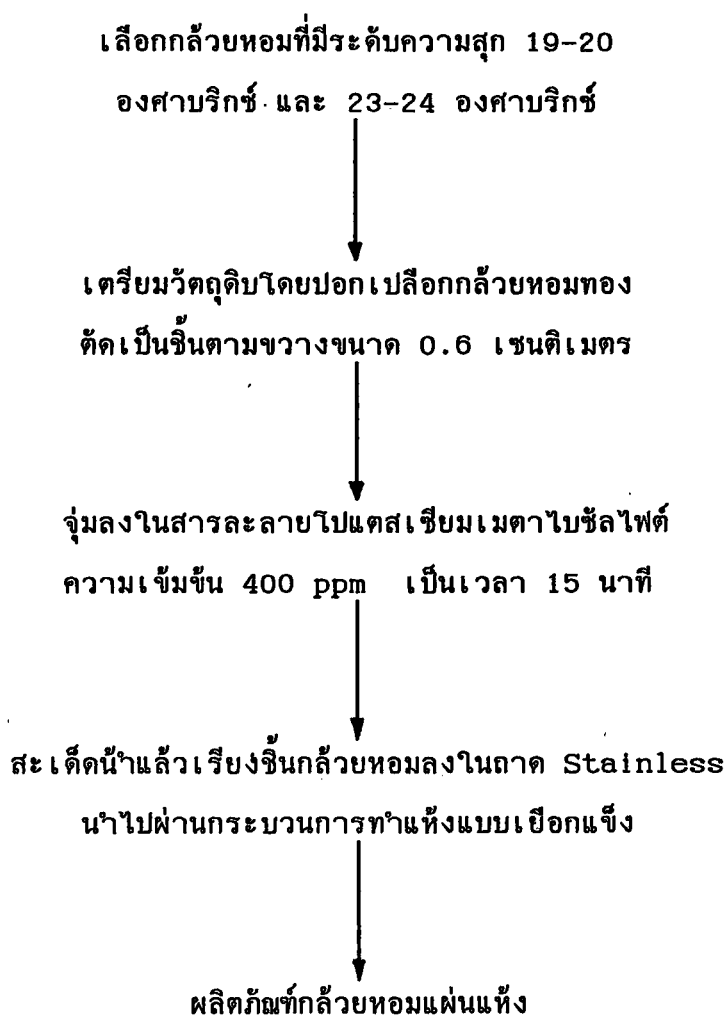 เลือกกล้วยหอมที่มีระดับความสุก 19-20
องศาบริกซ์ และ 23-24 องศาบริกซ์
เตรียมวัตถุดิบโดยปอกเปลือกกล้วยหอมทอง
ตัดเป็นชิ้นตามขวางขนาด 0.6 เซนติเมตร
จุ่มลงในสารละลายโปแตสเซียมเมตาไบซัลไฟต์
ความเข้มข้น 400 ppm เป็นเวลา 15 นาที
สะเด็ดน้ำแล้วเรียงชิ้นกล้วยหอมลงในถาด Stainless
นำไปผ่านกระบวนการทำแห้งแบบเยือกแข็ง
ผลิตภัณฑ์กล้วยหอมแผ่นแห้ง